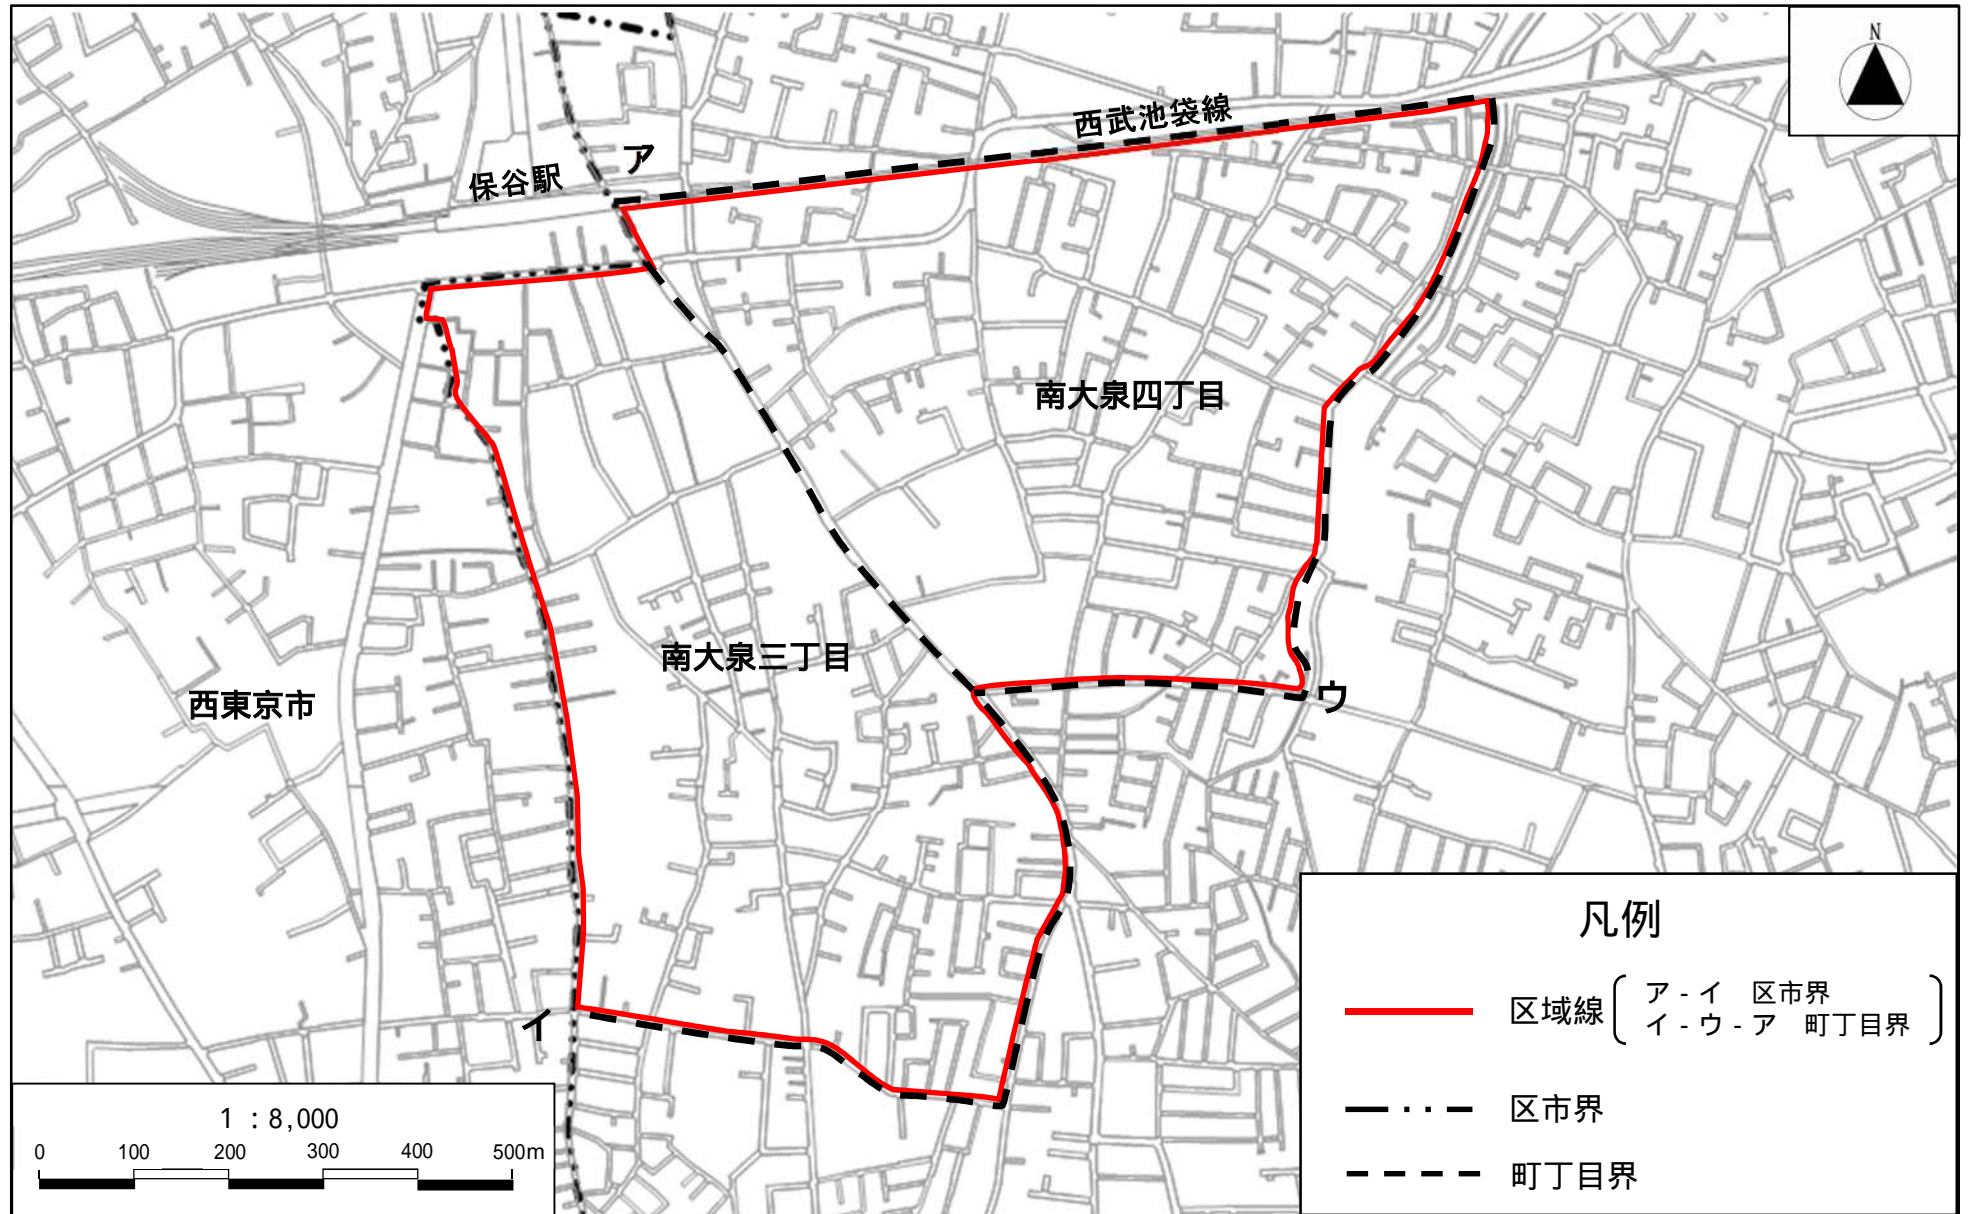 N
西武池袋線
ア
保谷駅
南大泉四丁目
南大泉三丁目
西東京市
ウ
イ
凡例
区域線 ア - イ 区市界
イ - ウ - ア 町丁目界
区市界
町丁目界
1 : 8,000
0 100 200 300 400 500m